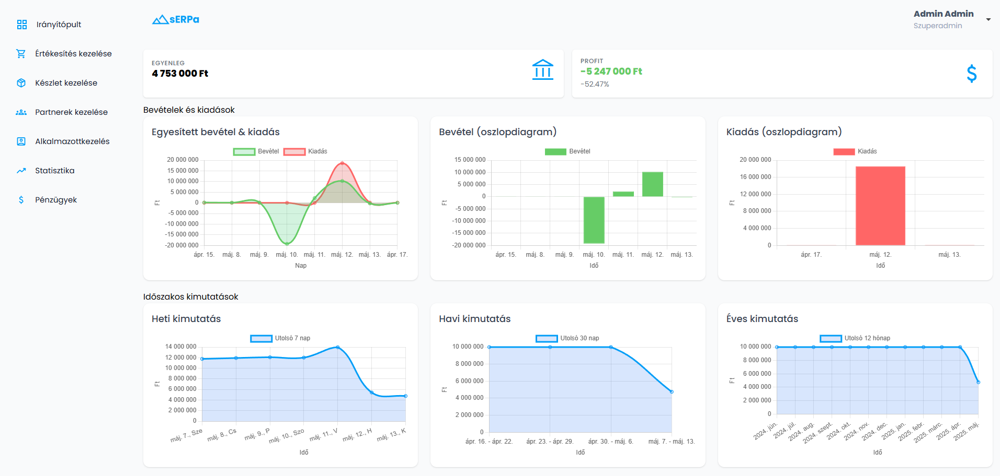 Irányítópult
Értékesítés kezelése
Készlet kezelése
Partnerek kezelése
Alkalmazottkezelés
Statisztika
Pénzügyek
sERPa
Admin Admin
Szuperadmin
EGYENLEG
4 753 000 Ft
PROFIT
-5 247 000 Ft
-52.47%
Bevételek és kiadások
Egyesített bevétel & kiadás
Bevétel Kiadás
20 000 000
15 000 000
10 000 000
5 000 000
0
-5 000 000
-10 000 000
-15 000 000
-20 000 000
Ft
ápr. 15. máj. 8. máj. 9. máj. 10. máj. 11. máj. 12. máj. 13. ápr. 17.
Nap
Bevétel (oszlopdiagram)
Bevétel
15 000 000
10 000 000
5 000 000
0
-5 000 000
-10 000 000
-15 000 000
-20 000 000
Ft
ápr. 15. máj. 8. máj. 9. máj. 10. máj. 11. máj. 12. máj. 13.
Idő
Kiadás (oszlopdiagram)
Kiadás
20 000 000
16 000 000
12 000 000
8 000 000
4 000 000
0
Ft
ápr. 17. máj. 12. máj. 13.
Idő
Időszakos kimutatások
Heti kimutatás
Utolsó 7 nap
14 000 000
12 000 000
10 000 000
8 000 000
6 000 000
4 000 000
2 000 000
0
Ft
máj. 7., Sze máj. 8., Cs máj. 9., P máj. 10., Szo máj. 11., V máj. 12., H máj. 13., K
Idő
Havi kimutatás
Utolsó 30 nap
10 000 000
8 000 000
6 000 000
4 000 000
2 000 000
0
Ft
ápr. 16. - ápr. 22. ápr. 23. - ápr. 29. ápr. 30. - máj. 6. máj. 7. - máj. 13.
Idő
Éves kimutatás
Utolsó 12 hónap
10 000 000
8 000 000
6 000 000
4 000 000
2 000 000
0
Ft
2024. jún. 2024. júl. 2024. aug. 2024. szept. 2024. okt. 2024. nov. 2024. dec. 2025. jan. 2025. febr. 2025. márc. 2025. ápr. 2025. máj.
Idő